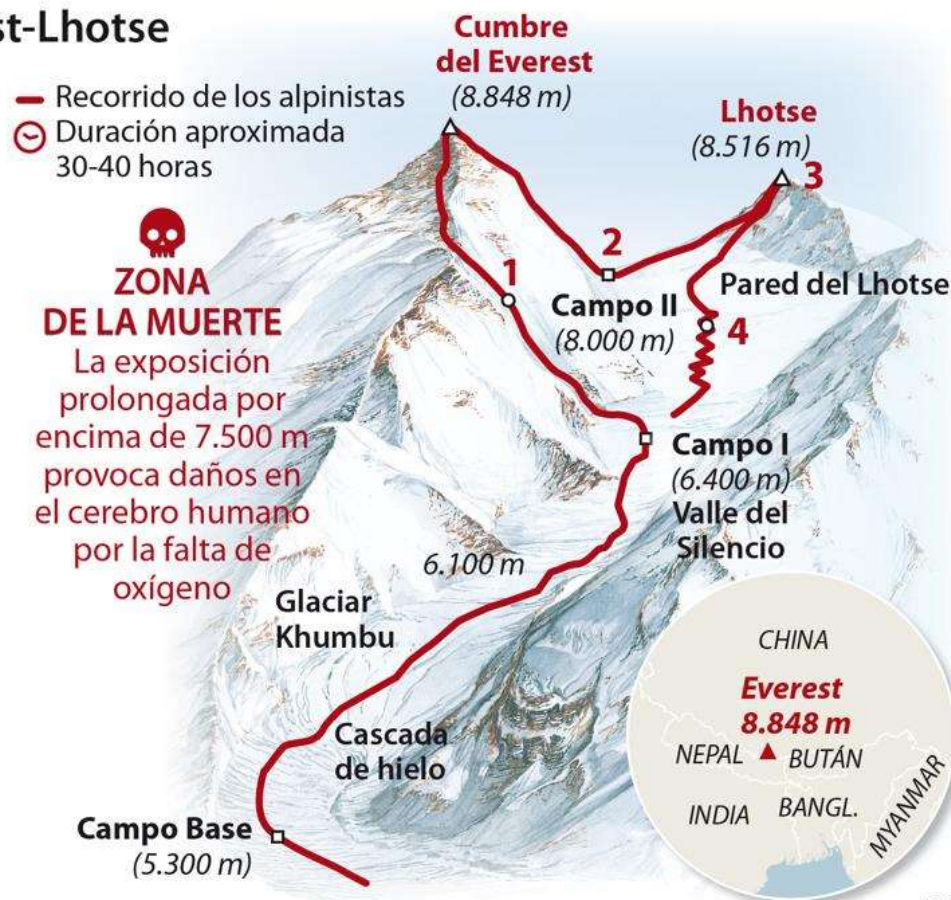 st-Lhotse
Recorrido de los alpinistas
Duración aproximada
30-40 horas
Cumbre
del Everest
(8.848 m)
Lhotse
(8.516 m)
3
ZONA
DE LA MUERTE
La exposición
prolongada por
encima de 7.500 m
provoca daños en
el cerebro humano
por la falta de
oxígeno
1
2
Campo II
(8.000 m)
Pared del Lhotse
4
Campo I
(6.400 m)
Valle del
Silencio
6.100 m
Glaciar
Khumbu
Cascada
de hielo
Campo Base
(5.300 m)
CHINA
Everest
8.848 m
NEPAL
BUTÁN
INDIA
BANGL.
MYANMAR